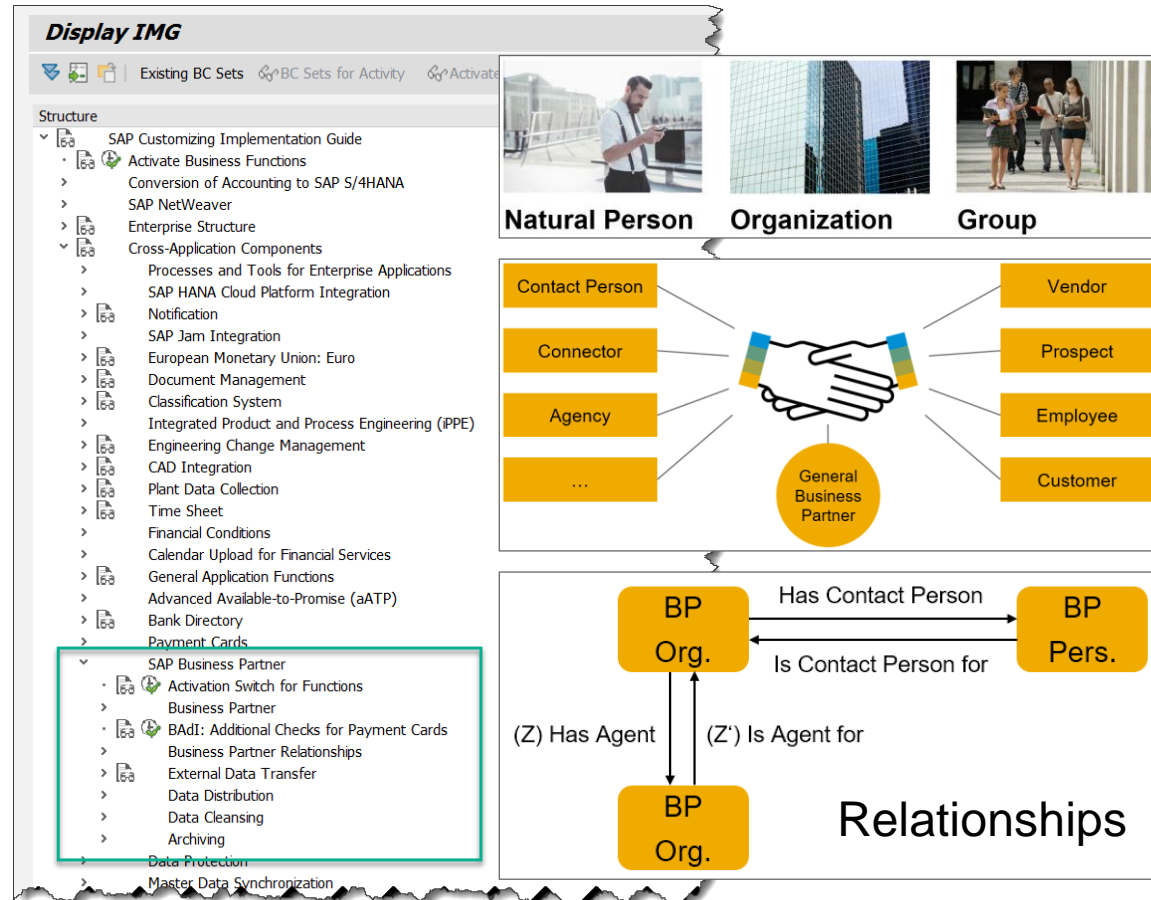 Display IMG
Existing BC Sets BC Sets for Activity Activate
Structure
SAP Customizing Implementation Guide
Activate Business Functions
Conversion of Accounting to SAP S/4HANA
SAP NetWeaver
Enterprise Structure
Cross-Application Components
Processes and Tools for Enterprise Applications
SAP HANA Cloud Platform Integration
Notification
SAP Jam Integration
European Monetary Union: Euro
Document Management
Classification System
Integrated Product and Process Engineering (iPPE)
Engineering Change Management
CAD Integration
Plant Data Collection
Time Sheet
Financial Conditions
Calendar Upload for Financial Services
General Application Functions
Advanced Available-to-Promise (aATP)
Bank Directory
Payment Cards
SAP Business Partner
Activation Switch for Functions
Business Partner
BAdI: Additional Checks for Payment Cards
Business Partner Relationships
External Data Transfer
Data Distribution
Data Cleansing
Archiving
Data Protection
Master Data Synchronization
Natural Person Organization Group
Contact Person
Connector
Agency
…
General
Business
Partner
Vendor
Prospect
Employee
Customer
BP
Org.
Has Contact Person
Is Contact Person for
BP
Pers.
(Z) Has Agent
(Z‘) Is Agent for
BP
Org.
Relationships